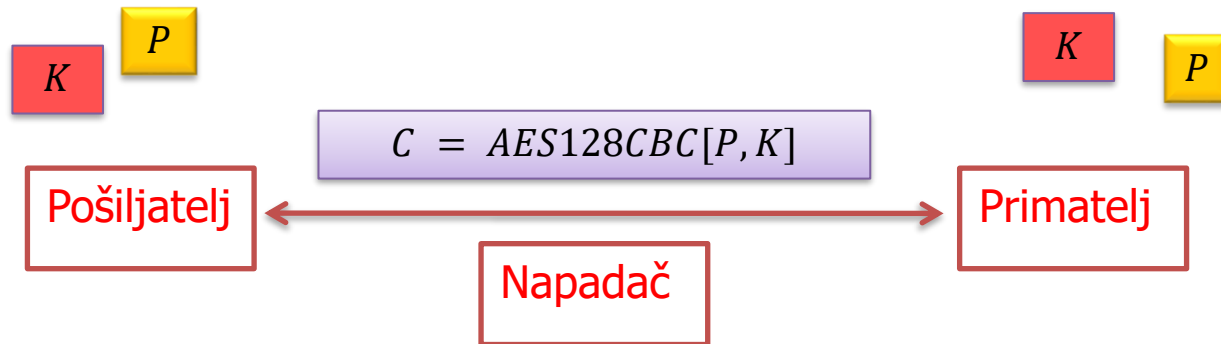 P
K
K
P
C = AES128CBC[P, K]
Pošiljatelj
Primatelj
Napadač